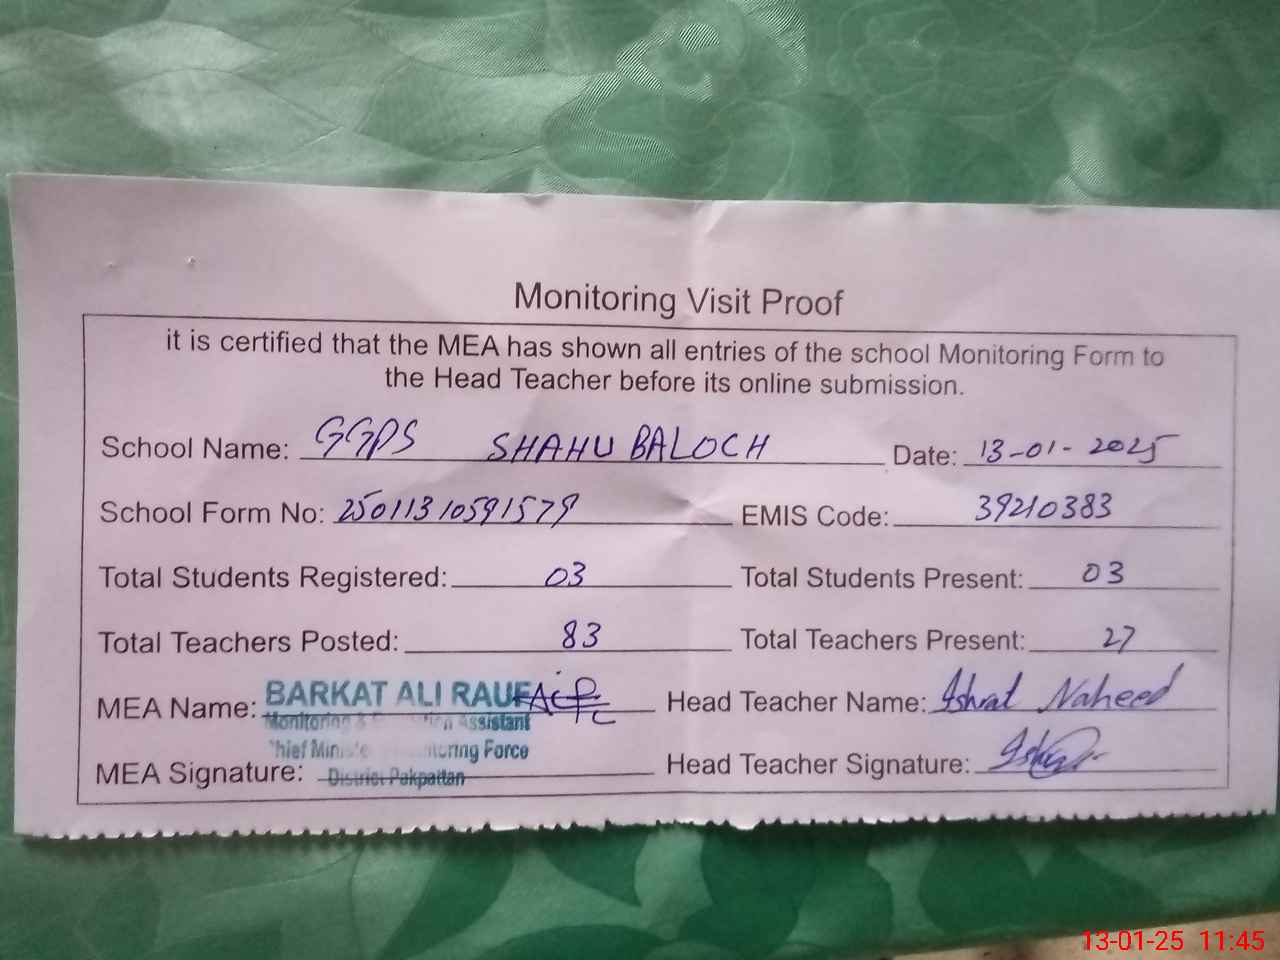 Monitoring Visit Proof
it is certified that the MEA has shown all entries of the school Monitoring Form to
the Head Teacher before its online submission.
School Name: GGPS SHAHU BALOCH Date: 13-01-2025
School Form No: 25011310591579 EMIS Code: 39210383
Total Students Registered: 03 Total Students Present: 03
Total Teachers Posted: 83 Total Teachers Present: 27
MEA Name: BARKAT ALI RAUF Head Teacher Name: Ishrat Naheed
Monitoring & Assistant
Chief Force
MEA Signature: District Pakpattan Head Teacher Signature:
13-01-25 11:45